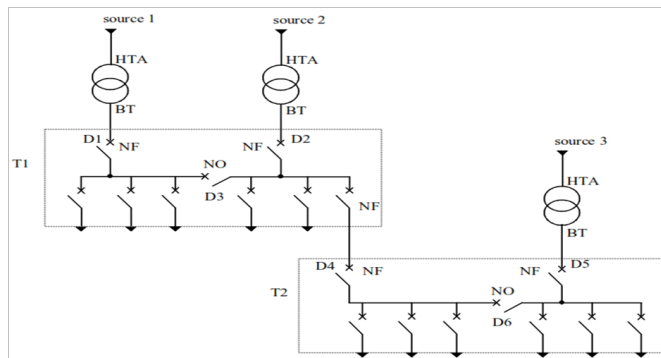 source 1
source 2
HTA
HTA
BT
BT
D1
NF
NF
D2
T1
NO
D3
NF
source 3
HTA
BT
D4
NF
NF
D5
T2
NO
D6